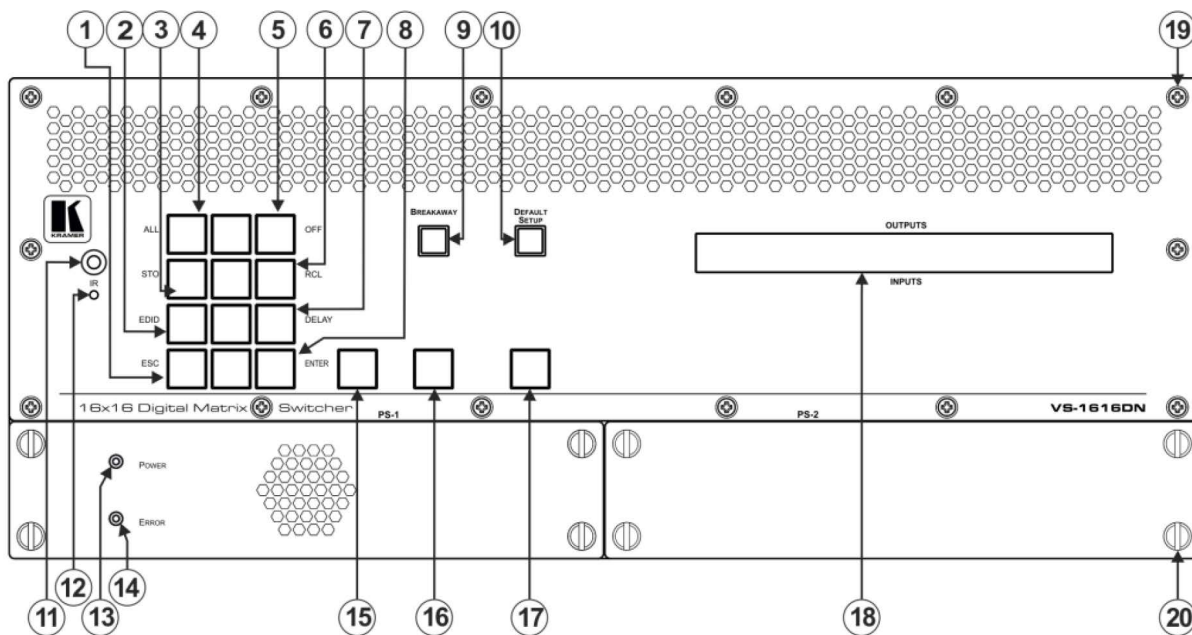 1 2 3 4 5 6 7 8 9 10 19
BREAKAWAY DEFAULT SETUP
K
KRAMER
ALL OFF
OUTPUTS
STO RCL
INPUTS
IR
EDID DELAY
ESC ENTER
16x16 Digital Matrix Switcher PS-1 PS-2 VS-1616DN
POWER
ERROR
11 12 13 14 15 16 17 18 20